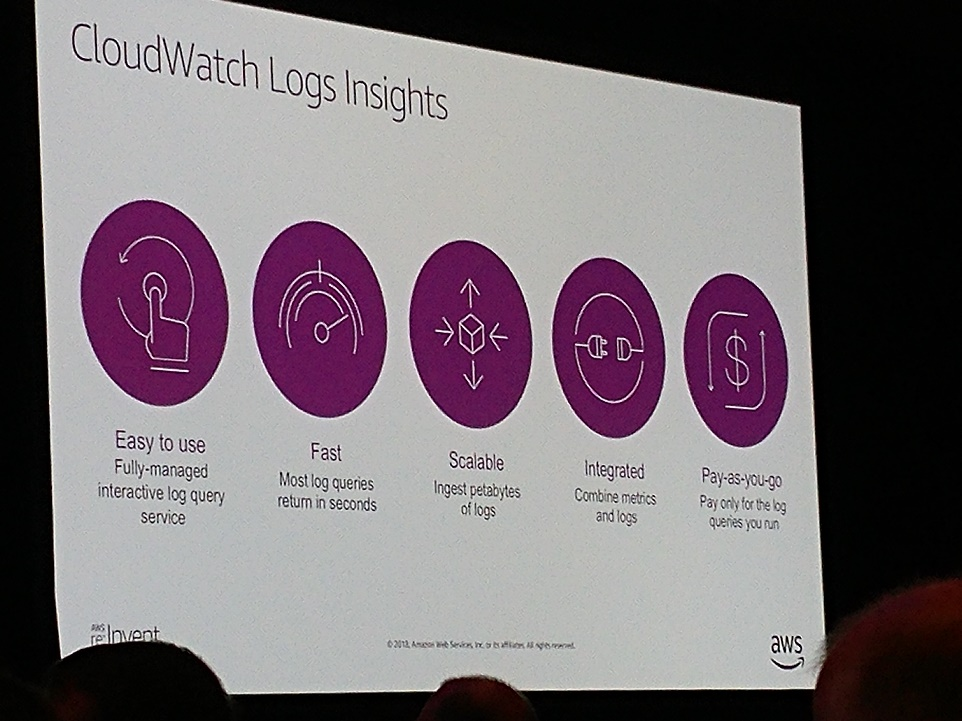 CloudWatch Logs Insights
Easy to use
Fully-managed
interactive log query
service
Fast
Most log queries
return in seconds
Scalable
Ingest petabytes
of logs
Integrated
Combine metrics
and logs
Pay-as-you-go
Pay only for the log
queries you run
AWS
re:Invent
© 2018, Amazon Web Services, Inc. or its affiliates. All rights reserved.
aws